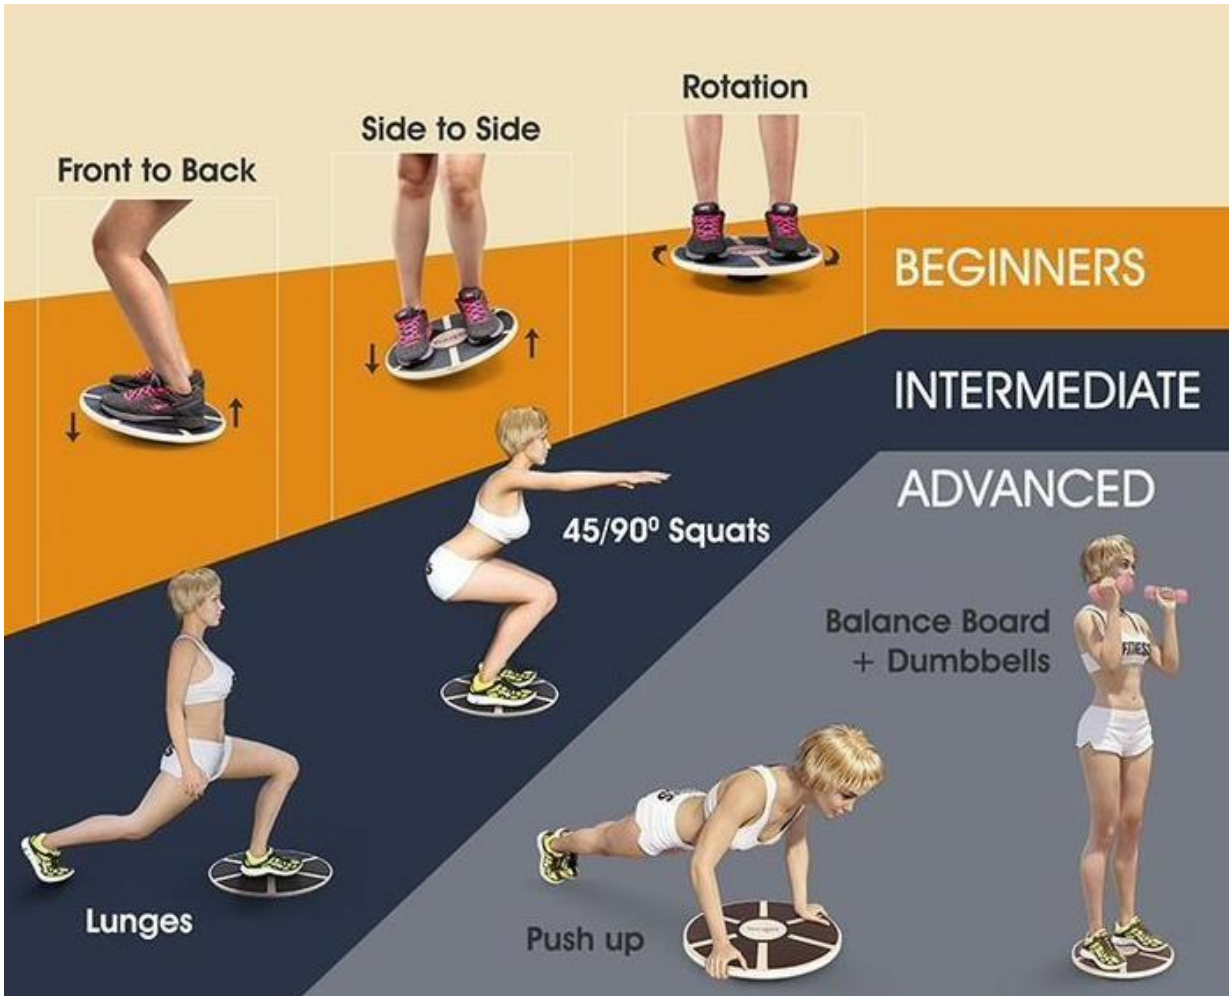 Rotation
Side to Side
Front to Back
BEGINNERS
INTERMEDIATE
ADVANCED
45/90⁰ Squats
Balance Board
+ Dumbbells
FITNESS
Lunges
Push up